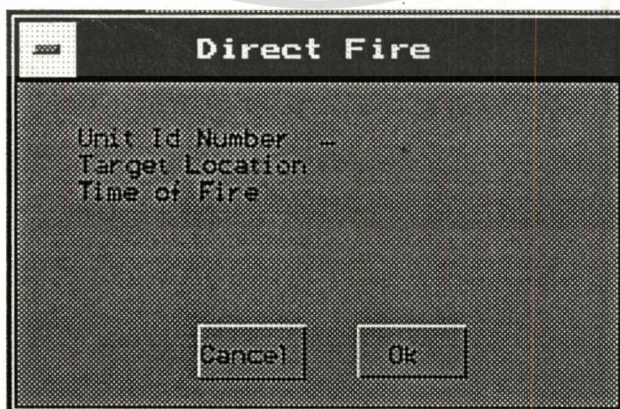 Direct Fire
Unit Id Number
Target Location
Time of Fire
Cancel Ok